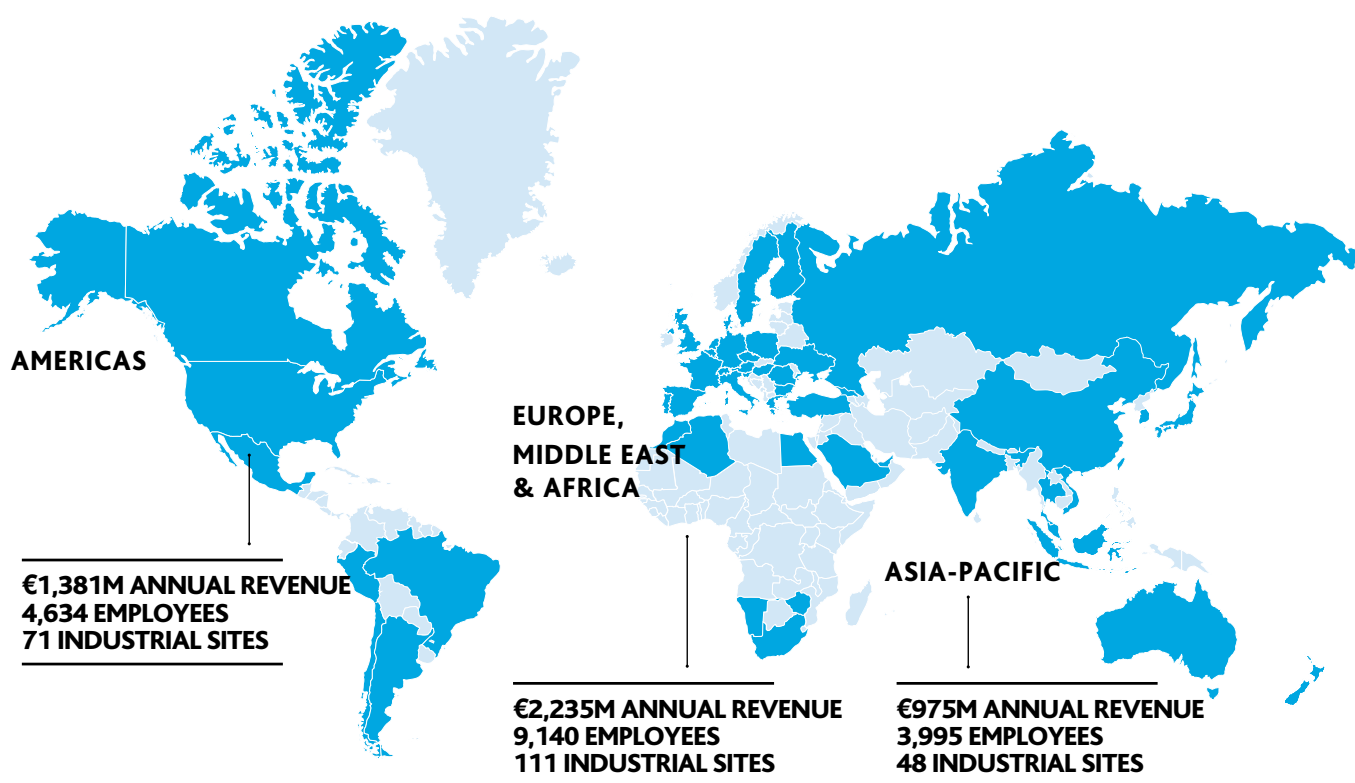 AMERICAS
€1,381M ANNUAL REVENUE
4,634 EMPLOYEES
71 INDUSTRIAL SITES
EUROPE,
MIDDLE EAST
& AFRICA
€2,235M ANNUAL REVENUE
9,140 EMPLOYEES
111 INDUSTRIAL SITES
ASIA-PACIFIC
€975M ANNUAL REVENUE
3,995 EMPLOYEES
48 INDUSTRIAL SITES